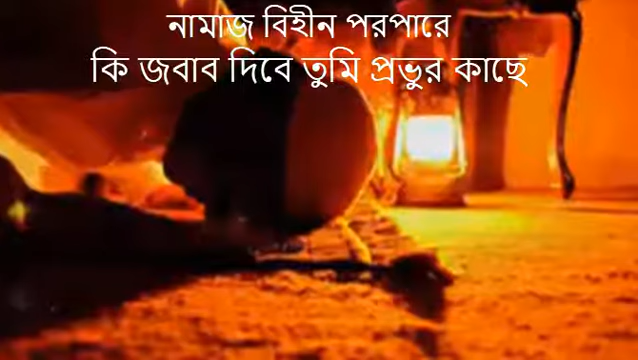 নামাজ বিহীন পরপারে
কি জবাব দিবে তুমি প্রভুর কাছে